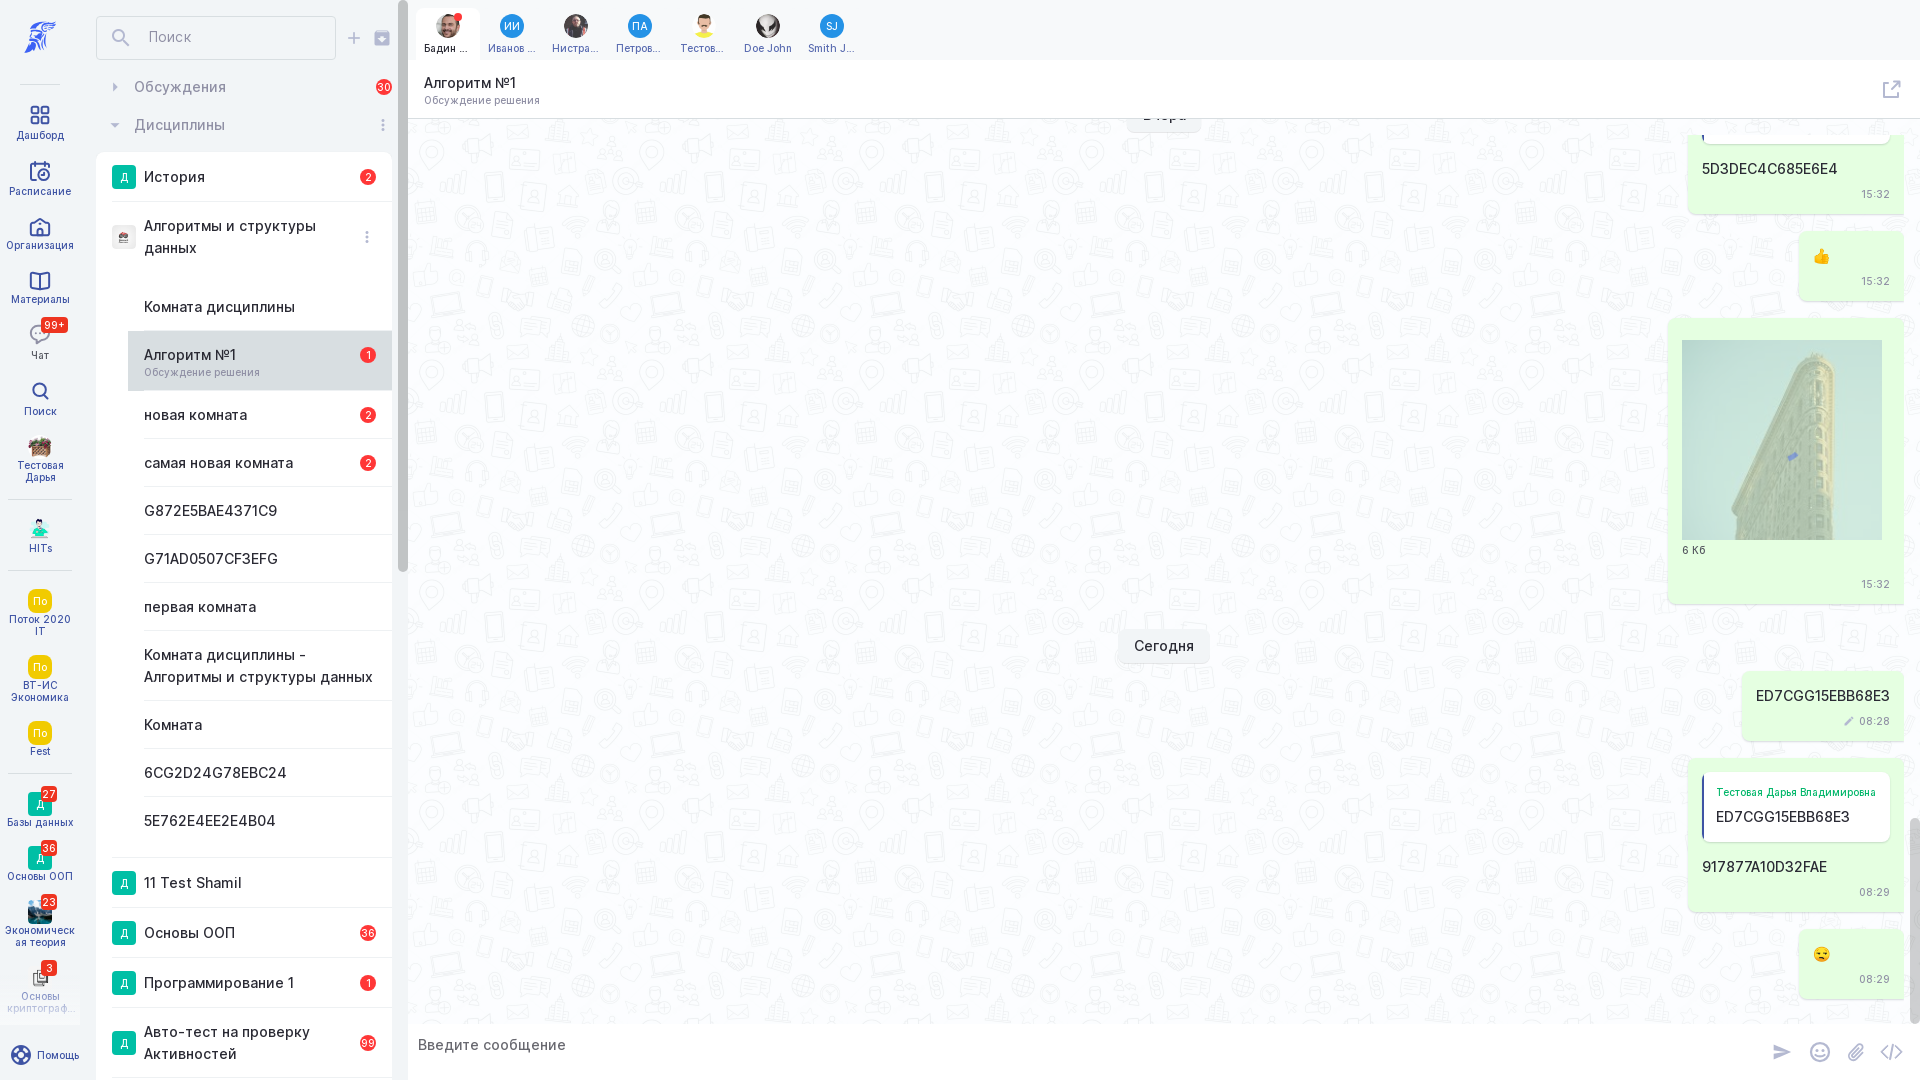 Дашборд
Расписание
Организация
Материалы
99+
Чат
Поиск
Тестовая
Дарья
HITs
По
Поток 2020
IT
По
ВТ-ИС
Экономика
По
Fest
27
Д
Базы данных
36
Д
Основы ООП
23
Экономическ
ая теория
3
Основы
криптограф...
Помощь
Поиск
Обсуждения
30
Дисциплины
Д
История
2
Алгоритмы и структуры
данных
Комната дисциплины
Алгоритм №1
1
Обсуждение решения
новая комната
2
самая новая комната
2
G872E5BAE4371C9
G71AD0507CF3EFG
первая комната
Комната дисциплины -
Алгоритмы и структуры данных
Комната
6CG2D24G78EBC24
5E762E4EE2E4B04
Д
11 Test Shamil
Д
Основы ООП
36
Д
Программирование 1
1
Д
Авто-тест на проверку
Активностей
99
Бадин ...
ИИ
Иванов ...
Нистра...
ПА
Петров...
Тестов...
Doe John
SJ
Smith J...
Алгоритм №1
Обсуждение решения
Вчера
5D3DEC4C685E6E4
15:32
👍
15:32
6 Кб
15:32
Сегодня
ED7CGG15EBB68E3
08:28
Тестовая Дарья Владимировна
ED7CGG15EBB68E3
917877A10D32FAE
08:29
😒
08:29
Введите сообщение